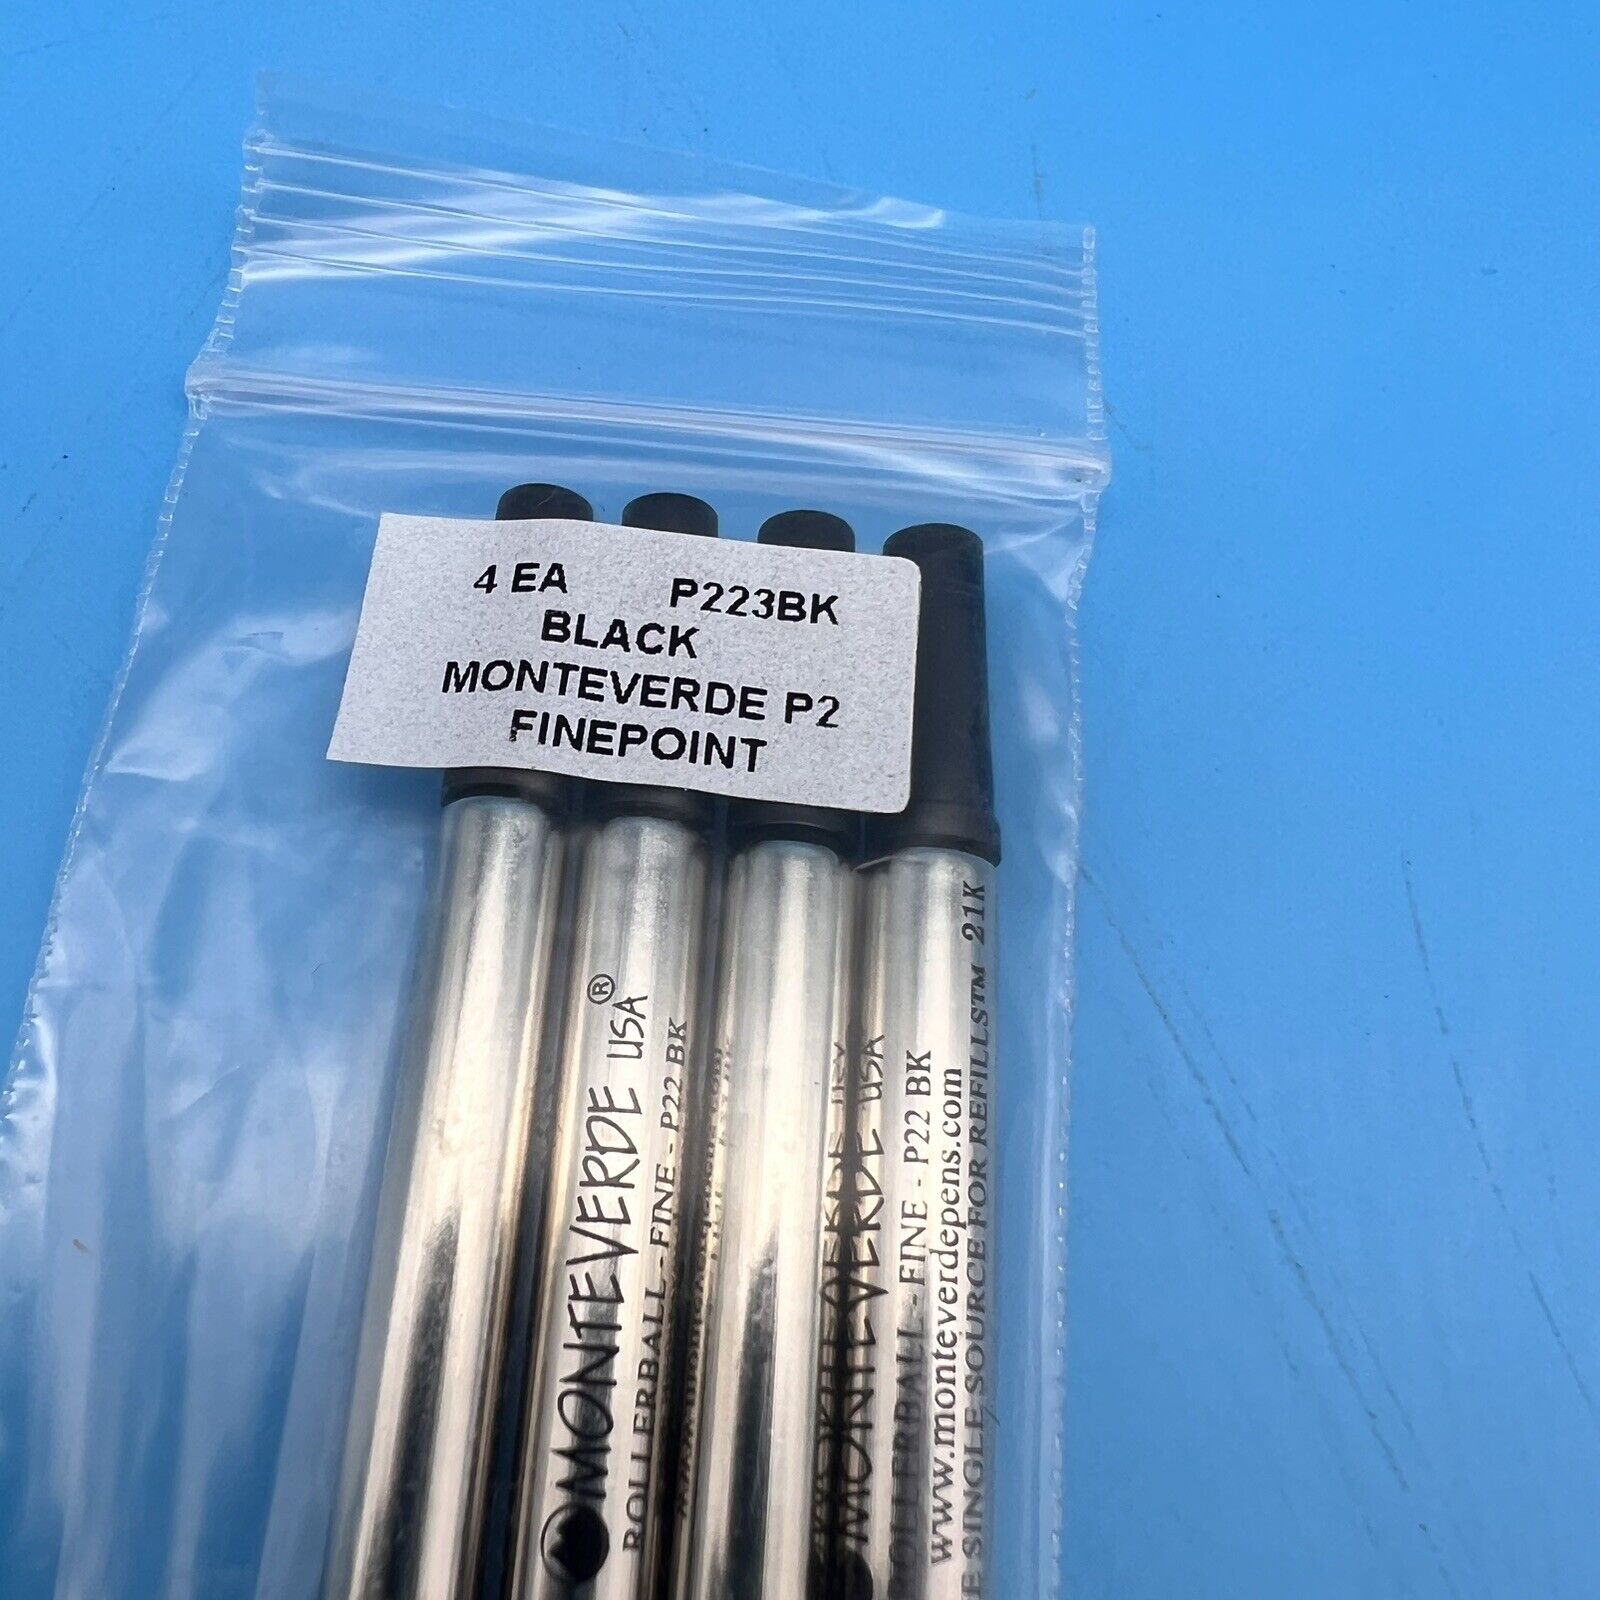 4 EA P223BK
BLACK
MONTEVERDE P2
FINEPOINT
MONTEVERDE® USA
ROLLERBALL - FINE - P22 BK
MONTEVERDE USA
ROLLERBALL - FINE - P22 BK
www.monteverdepens.com
SINGLE SOURCE FOR REFILLS™ 21K